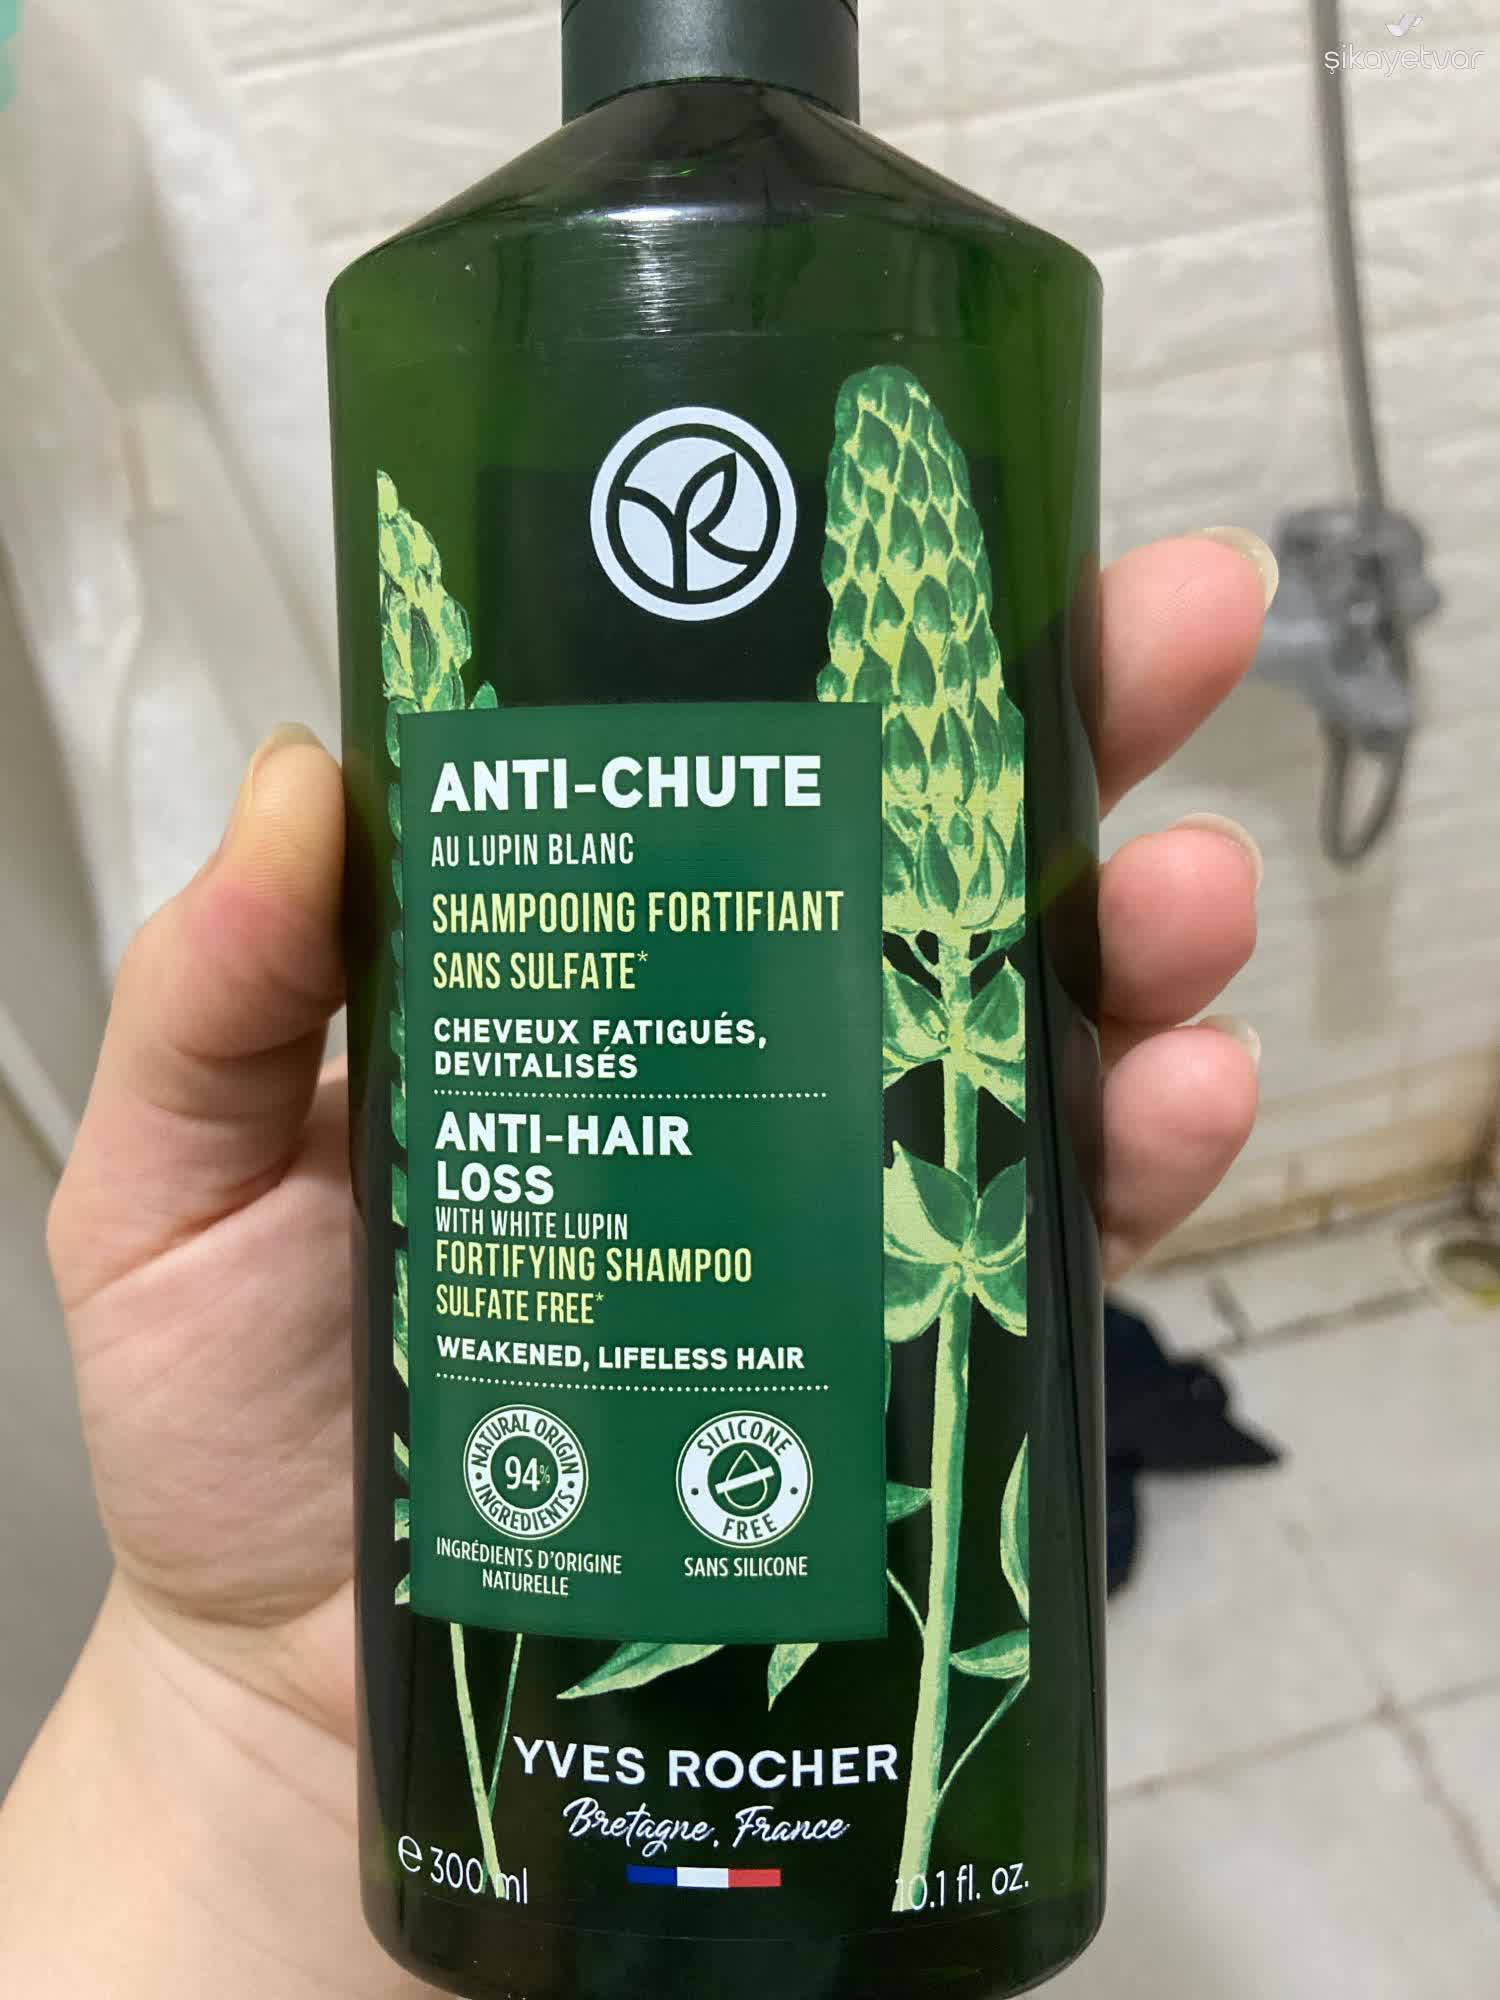 şikayetvar
ANTI-CHUTE
AU LUPIN BLANC
SHAMPOOING FORTIFIANT
SANS SULFATE*
CHEVEUX FATIGUÉS,
DEVITALISÉS
ANTI-HAIR
LOSS
WITH WHITE LUPIN
FORTIFYING SHAMPOO
SULFATE FREE*
WEAKENED, LIFELESS HAIR
NATURAL ORIGIN
94%
INGREDIENTS
INGRÉDIENTS D'ORIGINE
NATURELLE
SILICONE
FREE
SANS SILICONE
YVES ROCHER
Bretagne, France
e 300 ml
10.1 fl. oz.